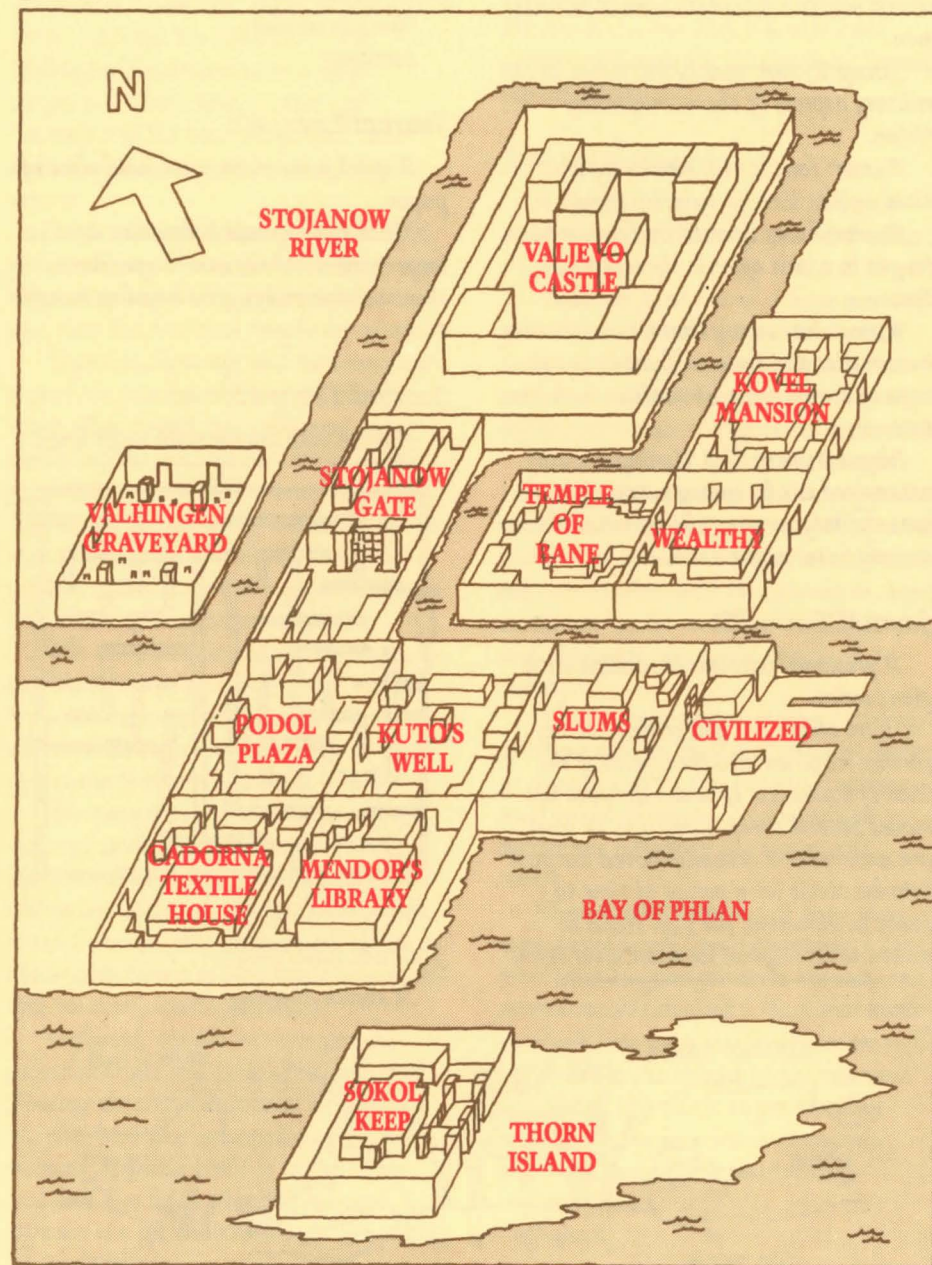 N
STOJANOW
RIVER
VALJEVO
CASTLE
KOVEL
MANSION
STOJANOW
GATE
VALHINGEN
GRAVEYARD
TEMPLE
OF
BANE
WEALTHY
PODOL
PLAZA
KUTO'S
WELL
SLUMS
CIVILIZED
CADORNA
TEXTILE
HOUSE
MENDOR'S
LIBRARY
BAY OF PHLAN
SOKOL
KEEP
THORN
ISLAND